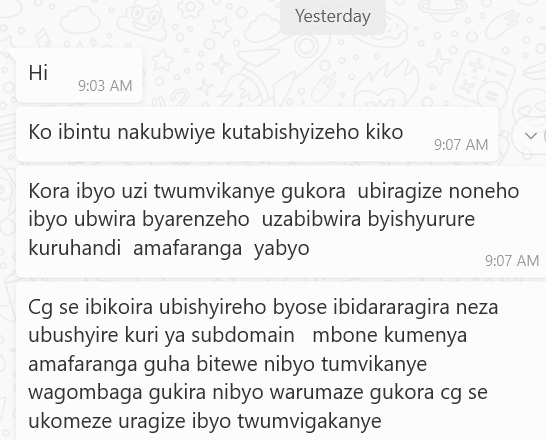 Yesterday
Hi
9:03 AM
Ko ibintu nakubwiye kutabishyizeho kiko
9:07 AM
Kora ibyo uzi twumvikanye gukora ubiragize noneho
ibyo ubwira byarenzeho uzabibwira byishyurure
kuruhandi amafaranga yabyo
9:07 AM
Cg se ibikoira ubishyireho byose ibidararagira neza
ubushyire kuri ya subdomain mbone kumenya
amafaranga guha bitewe nibyo tumvikanye
wagombaga gukira nibyo warumaze gukora cg se
ukomeze uragize ibyo twumvigakanye